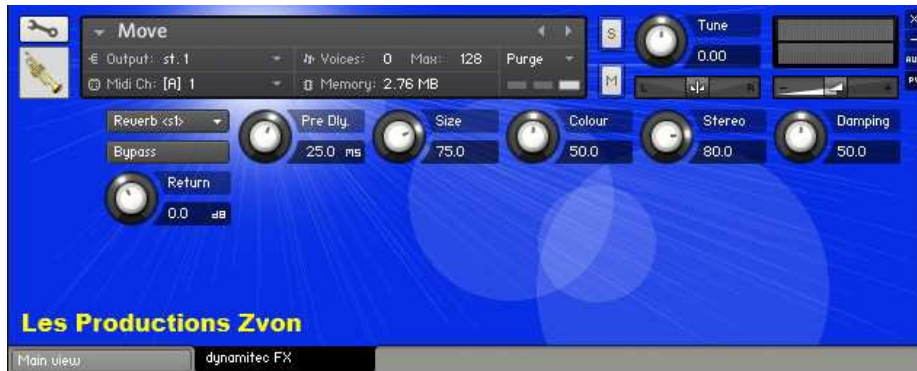 Move
Output: st.1 Voices: 0 Max: 128 Purge
Midi Ch: [A] 1 Memory: 2.76 MB
S
M
Tune
0.00
L R
- +
AU
PV
Reverb <s1> Pre Dly. Size Colour Stereo Damping
Bypass 25.0 ms 75.0 50.0 80.0 50.0
Return
0.0 dB
Les Productions Zvon
Main view dynamitec FX